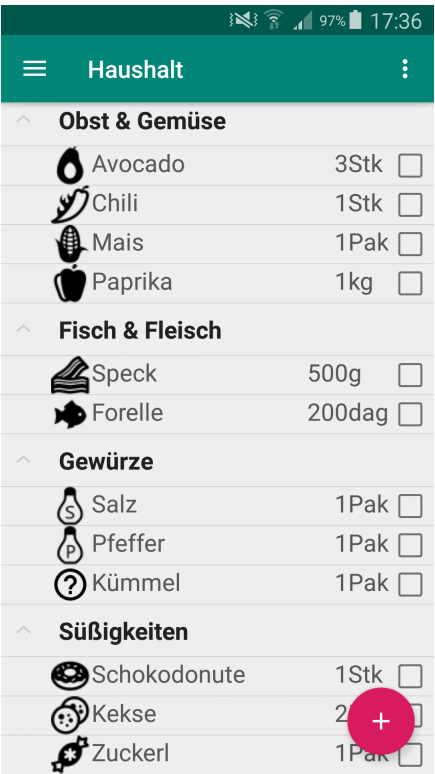 97% 17:36
Haushalt
Obst & Gemüse
Avocado 3Stk
Chili 1Stk
Mais 1Pak
Paprika 1kg
Fisch & Fleisch
Speck 500g
Forelle 200dag
Gewürze
S Salz 1Pak
P Pfeffer 1Pak
? Kümmel 1Pak
Süßigkeiten
Schokodonute 1Stk
Kekse
Zuckerl 1Pak